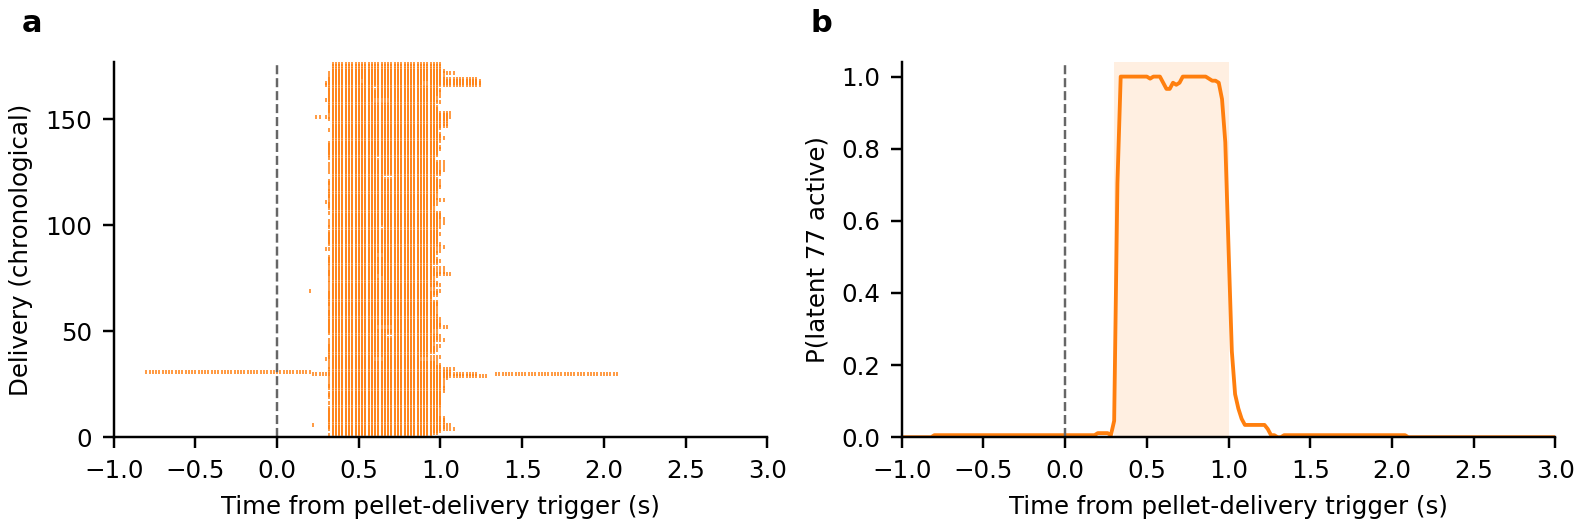 a
Delivery (chronological)
150
100
50
0
−1.0 −0.5 0.0 0.5 1.0 1.5 2.0 2.5 3.0
Time from pellet-delivery trigger (s)
b
P(latent 77 active)
1.0
0.8
0.6
0.4
0.2
0.0
−1.0 −0.5 0.0 0.5 1.0 1.5 2.0 2.5 3.0
Time from pellet-delivery trigger (s)